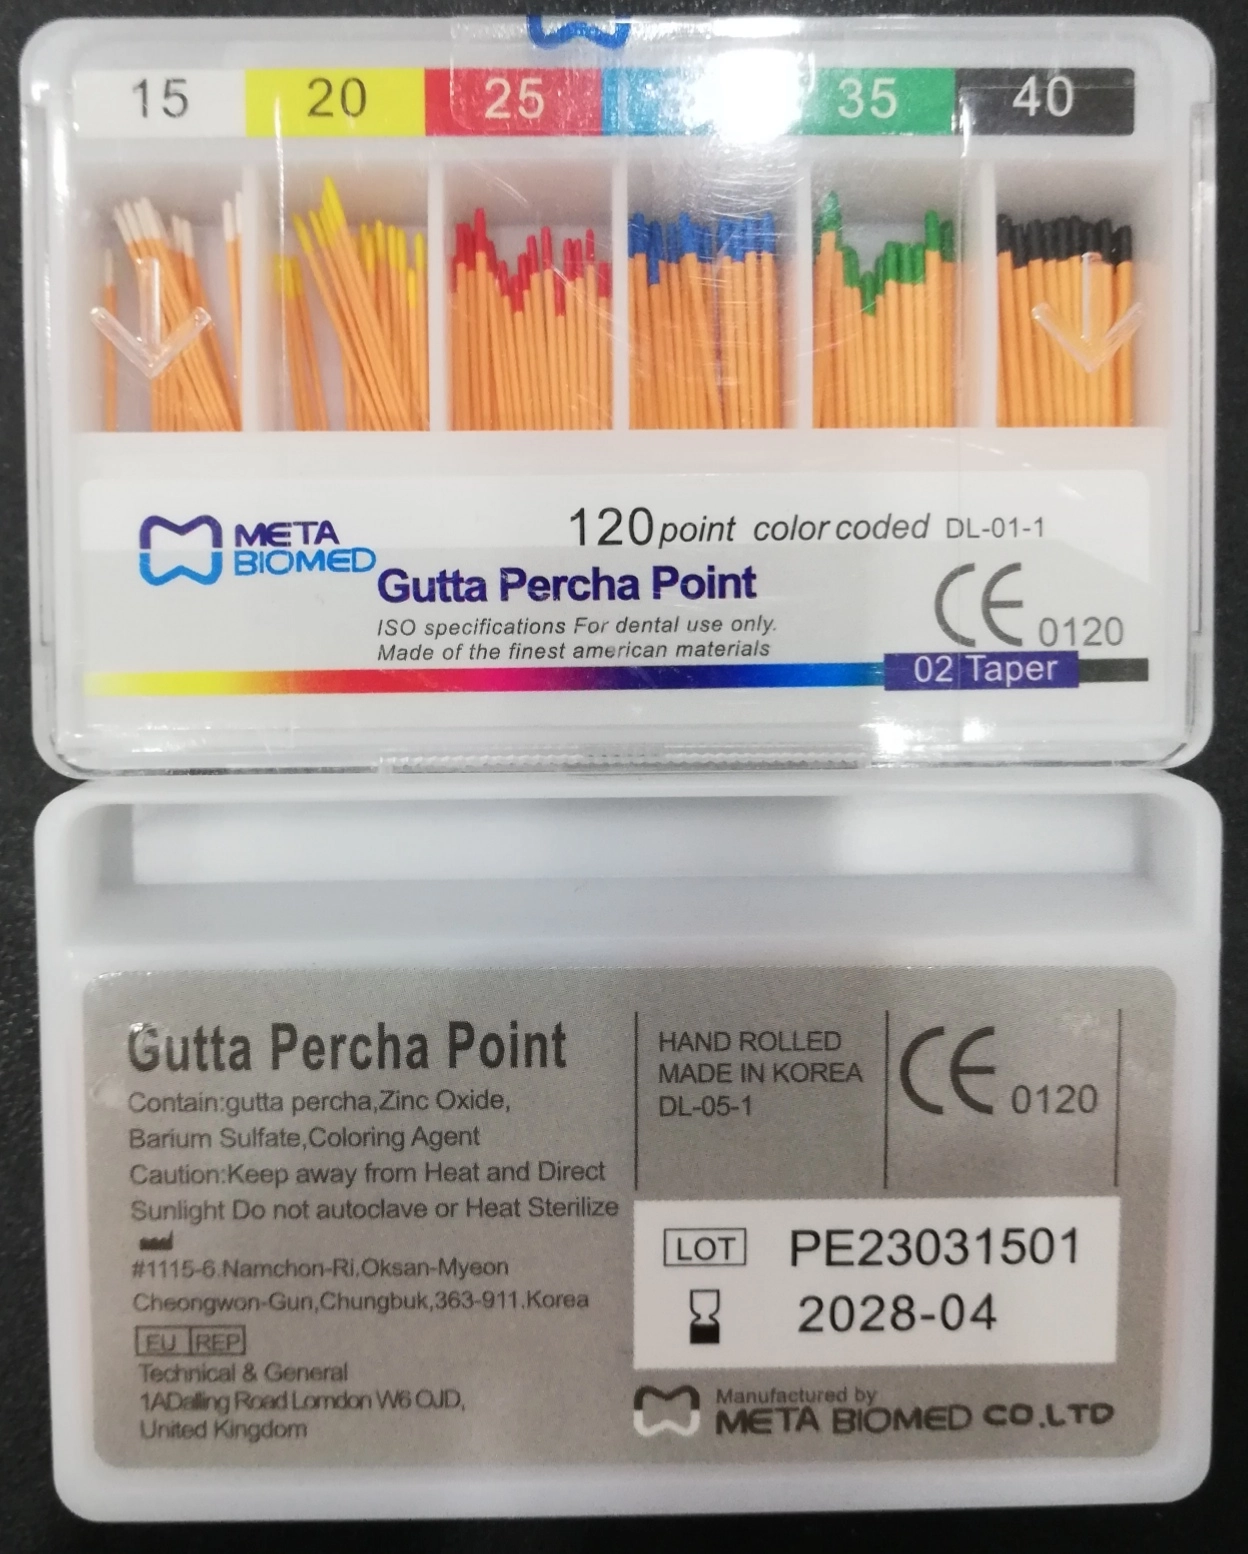 15 20 25 35 40
META
BIOMED
120 point color coded DL-01-1
Gutta Percha Point
ISO specifications For dental use only.
Made of the finest american materials
CE 0120
02 Taper
Gutta Percha Point
Contain:gutta percha,Zinc Oxide,
Barium Sulfate,Coloring Agent
Caution:Keep away from Heat and Direct
Sunlight Do not autoclave or Heat Sterilize
#1115-6.Namchon-Ri.Oksan-Myeon
Cheongwon-Gun,Chungbuk,363-911.Korea
EU REP
Technical & General
1ADalling Road Lorndon W6 OJD,
United Kingdom
HAND ROLLED
MADE IN KOREA
DL-05-1
CE 0120
LOT PE23031501
2028-04
Manufactured by
META BIOMED CO.LTD